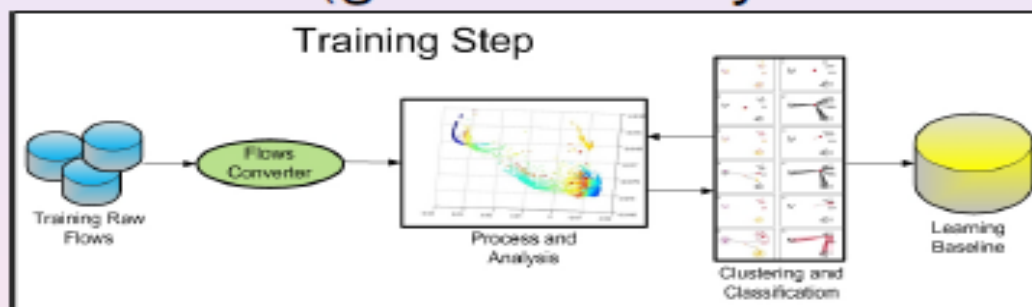 Training Step
Flows
Converter
Training Raw
Flows
Process and
Analysis
Clustering and
Classification
Learning
Baseline